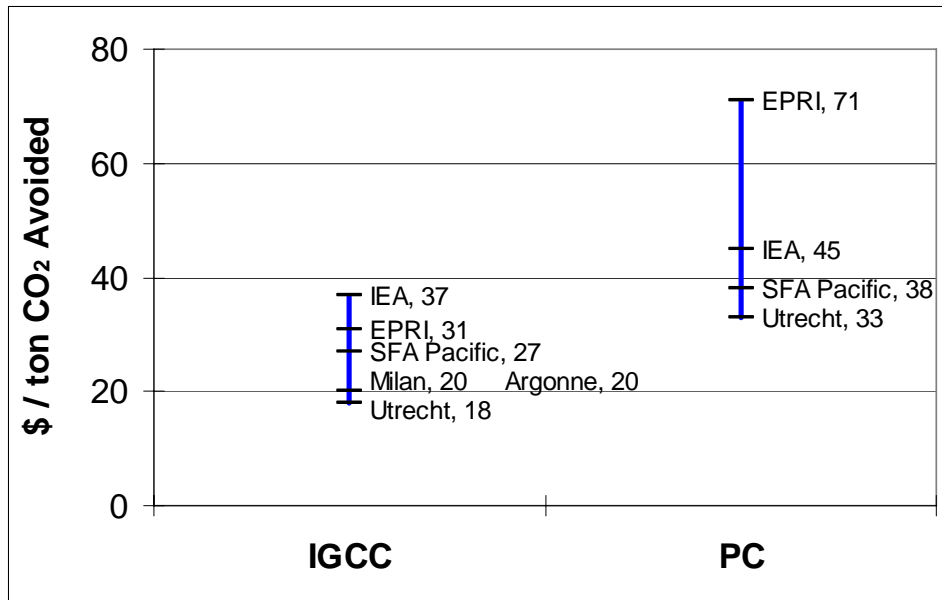 $ / ton CO₂ Avoided
80
60
40
20
0
IEA, 37
EPRI, 31
SFA Pacific, 27
Milan, 20 Argonne, 20
Utrecht, 18
EPRI, 71
IEA, 45
SFA Pacific, 38
Utrecht, 33
IGCC
PC